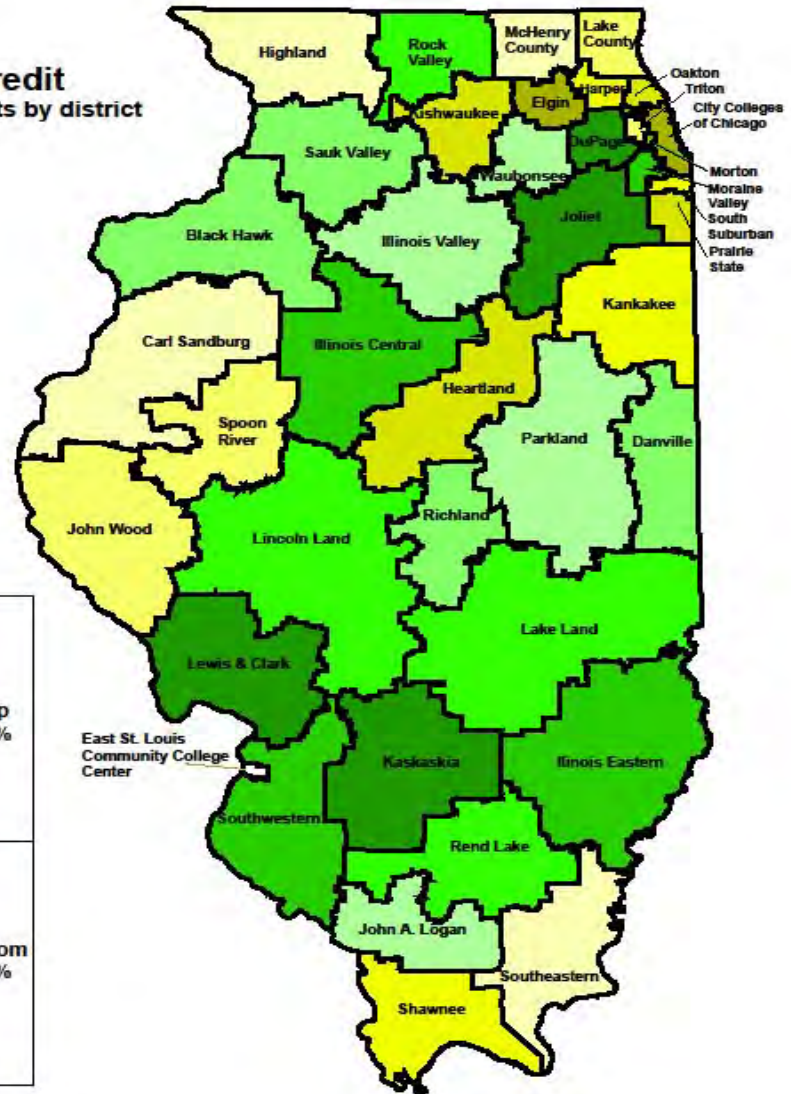 redit
ts by district
Highland
Rock
Valley
McHenry
County
Lake
County
Oakton
Triton
City Colleges
of Chicago
Harper
Elgin
Kishwaukee
DuPage
Sauk Valley
Waubonsee
Morton
Moraine
Valley
South
Suburban
Prairie
State
Joliet
Black Hawk
Illinois Valley
Kankakee
Carl Sandburg
Illinois Central
Heartland
Spoon
River
Parkland
Danville
Richland
John Wood
Lincoln Land
Lake Land
Lewis & Clark
p
%
East St. Louis
Community College
Center
Kaskaskia
Ilinois Eastern
Southwestern
Rend Lake
om
%
John A. Logan
Southeastern
Shawnee